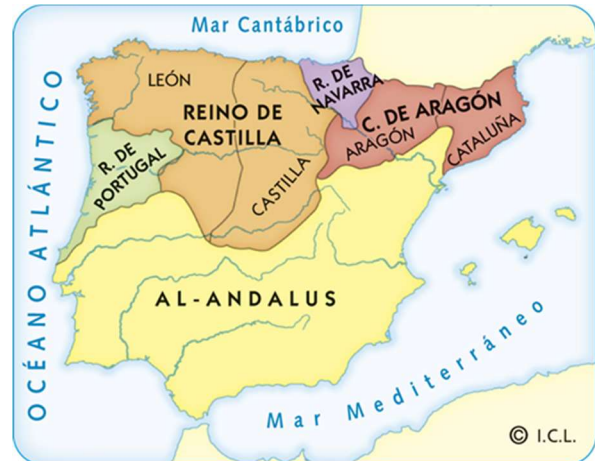 Mar Cantábrico
OCÉANO ATLÁNTICO
LEÓN
REINO DE
CASTILLA
CASTILLA
R. DE
PORTUGAL
R. DE
NAVARRA
C. DE ARAGÓN
ARAGÓN
CATALUÑA
AL-ANDALUS
Mar Mediterráneo
© I.C.L.